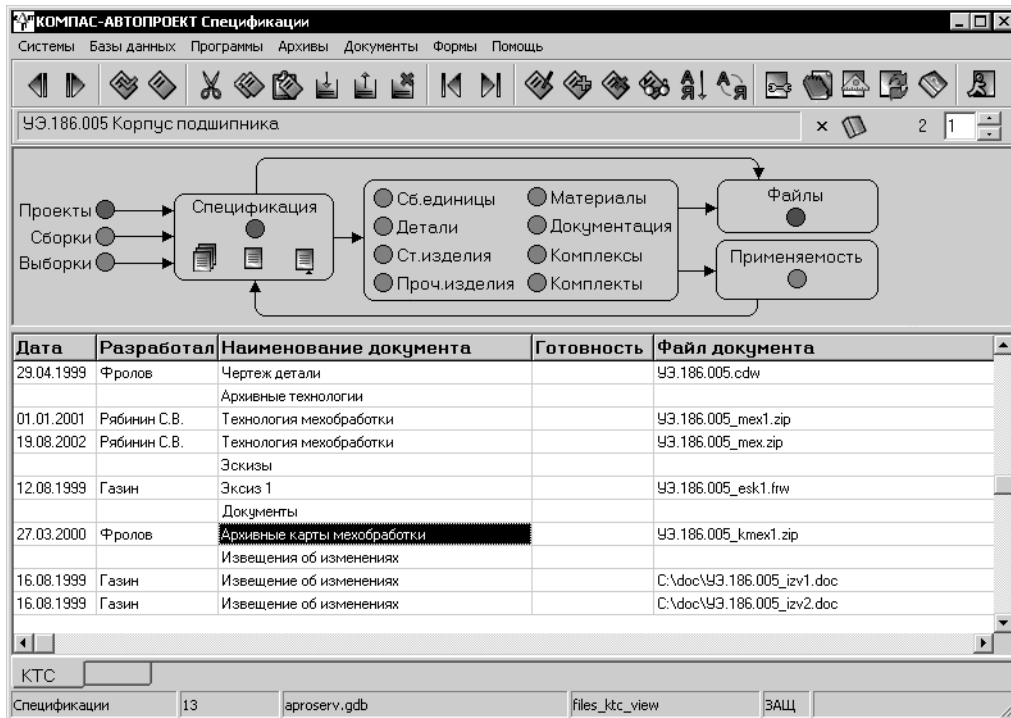 КОМПАС-АВТОПРОЕКТ Спецификации
Системы Базы данных Программы Архивы Документы Формы Помощь
УЭ.186.005 Корпус подшипника 2 1
Проекты
Сборки
Выборки
Спецификация
Сб.единицы Материалы
Детали Документация
Ст.изделия Комплексы
Проч.изделия Комплекты
Файлы
Применяемость
Дата Разработал Наименование документа Готовность Файл документа
29.04.1999 Фролов Чертеж детали УЭ.186.005.cdw
Архивные технологии
01.01.2001 Рябинин С.В. Технология мехобработки УЭ.186.005_mex1.zip
19.08.2002 Рябинин С.В. Технология мехобработки УЭ.186.005_mex.zip
Эскизы
12.08.1999 Газин Эксиз 1 УЭ.186.005_esk1.frw
Документы
27.03.2000 Фролов Архивные карты мехобработки УЭ.186.005_kmex1.zip
Извещения об изменениях
16.08.1999 Газин Извещение об изменениях C:\doc\УЭ.186.005_izv1.doc
16.08.1999 Газин Извещение об изменениях C:\doc\УЭ.186.005_izv2.doc
КТС
Спецификации 13 aproserv.gdb files_ktc_view ЗАЩ